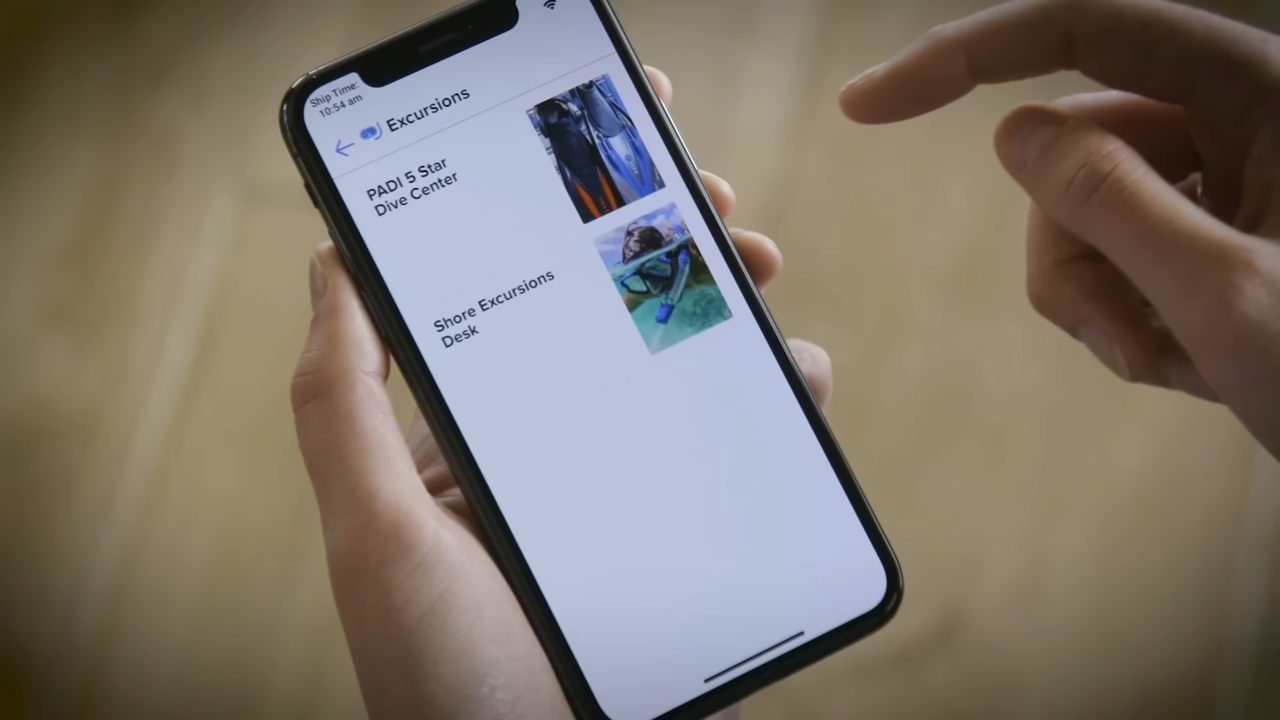 Ship Time:
10:54 am
Excursions
PADI 5 Star
Dive Center
Shore Excursions
Desk